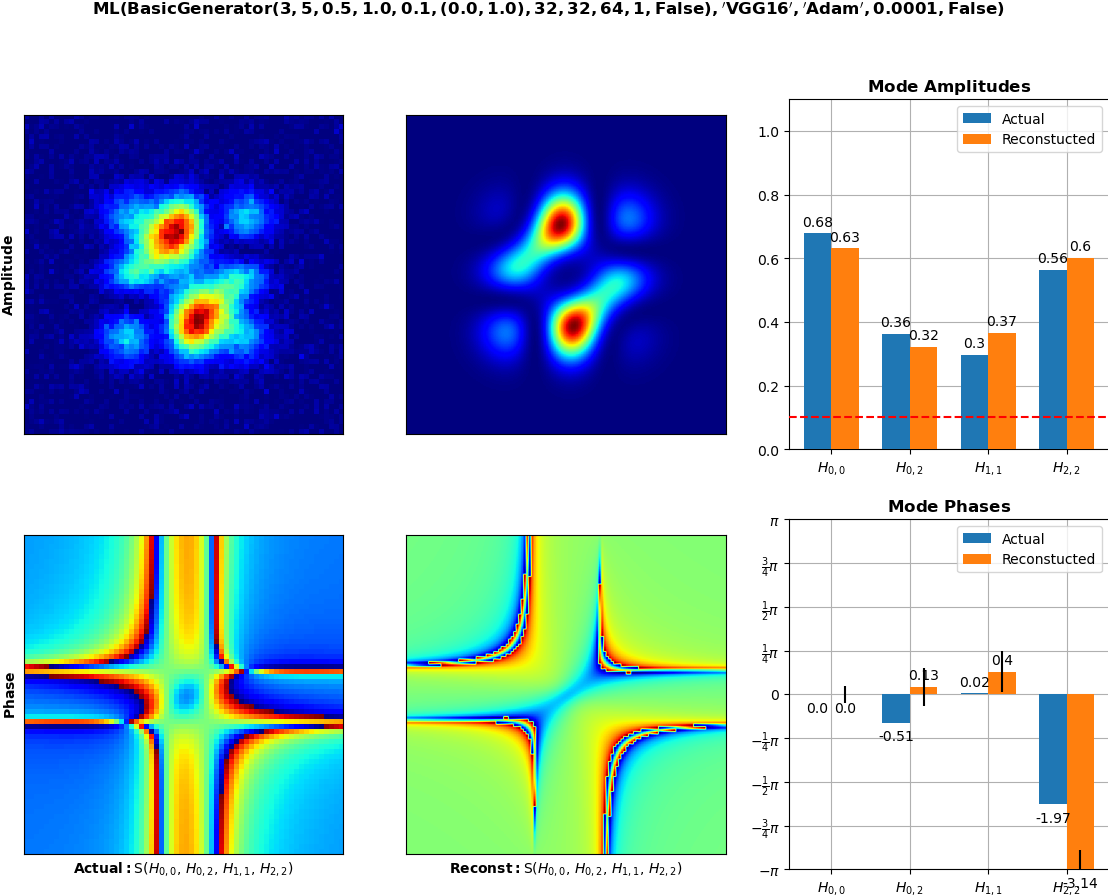 ML(BasicGenerator(3, 5, 0.5, 1.0, 0.1, (0.0, 1.0), 32, 32, 64, 1, False), ′VGG16′, ′Adam′, 0.0001, False)
Mode Amplitudes
Actual
Reconstucted
1.0
0.8
0.6
0.4
0.2
0.0
0.68
0.63
0.36
0.32
0.3
0.37
0.56
0.6
H0,0
H0,2
H1,1
H2,2
Amplitude
Mode Phases
Actual
Reconstucted
π
3/4π
1/2π
1/4π
0
−1/4π
−1/2π
−3/4π
−π
0.0
0.0
-0.51
0.13
0.02
0.4
-1.97
-3.14
H0,0
H0,2
H1,1
H2,2
Phase
Actual: S(H0,0, H0,2, H1,1, H2,2)
Reconst: S(H0,0, H0,2, H1,1, H2,2)